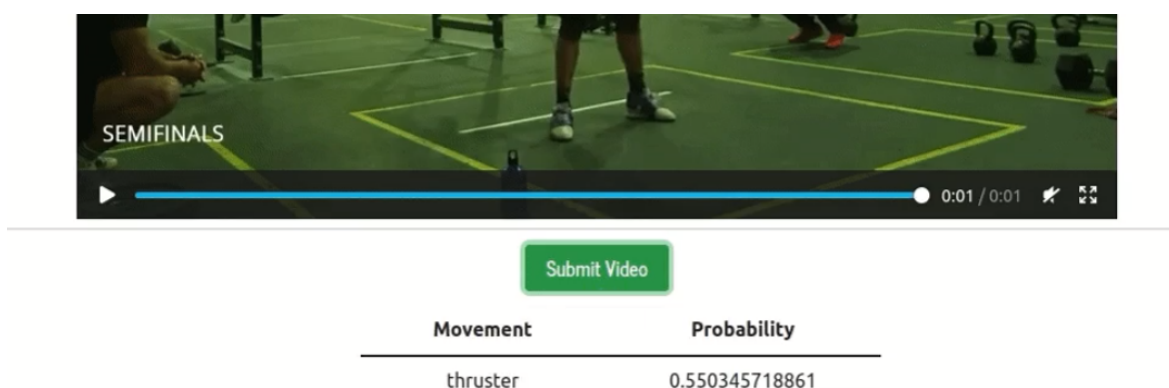 SEMIFINALS
0:01 / 0:01
Submit Video
Movement Probability
thruster 0.550345718861